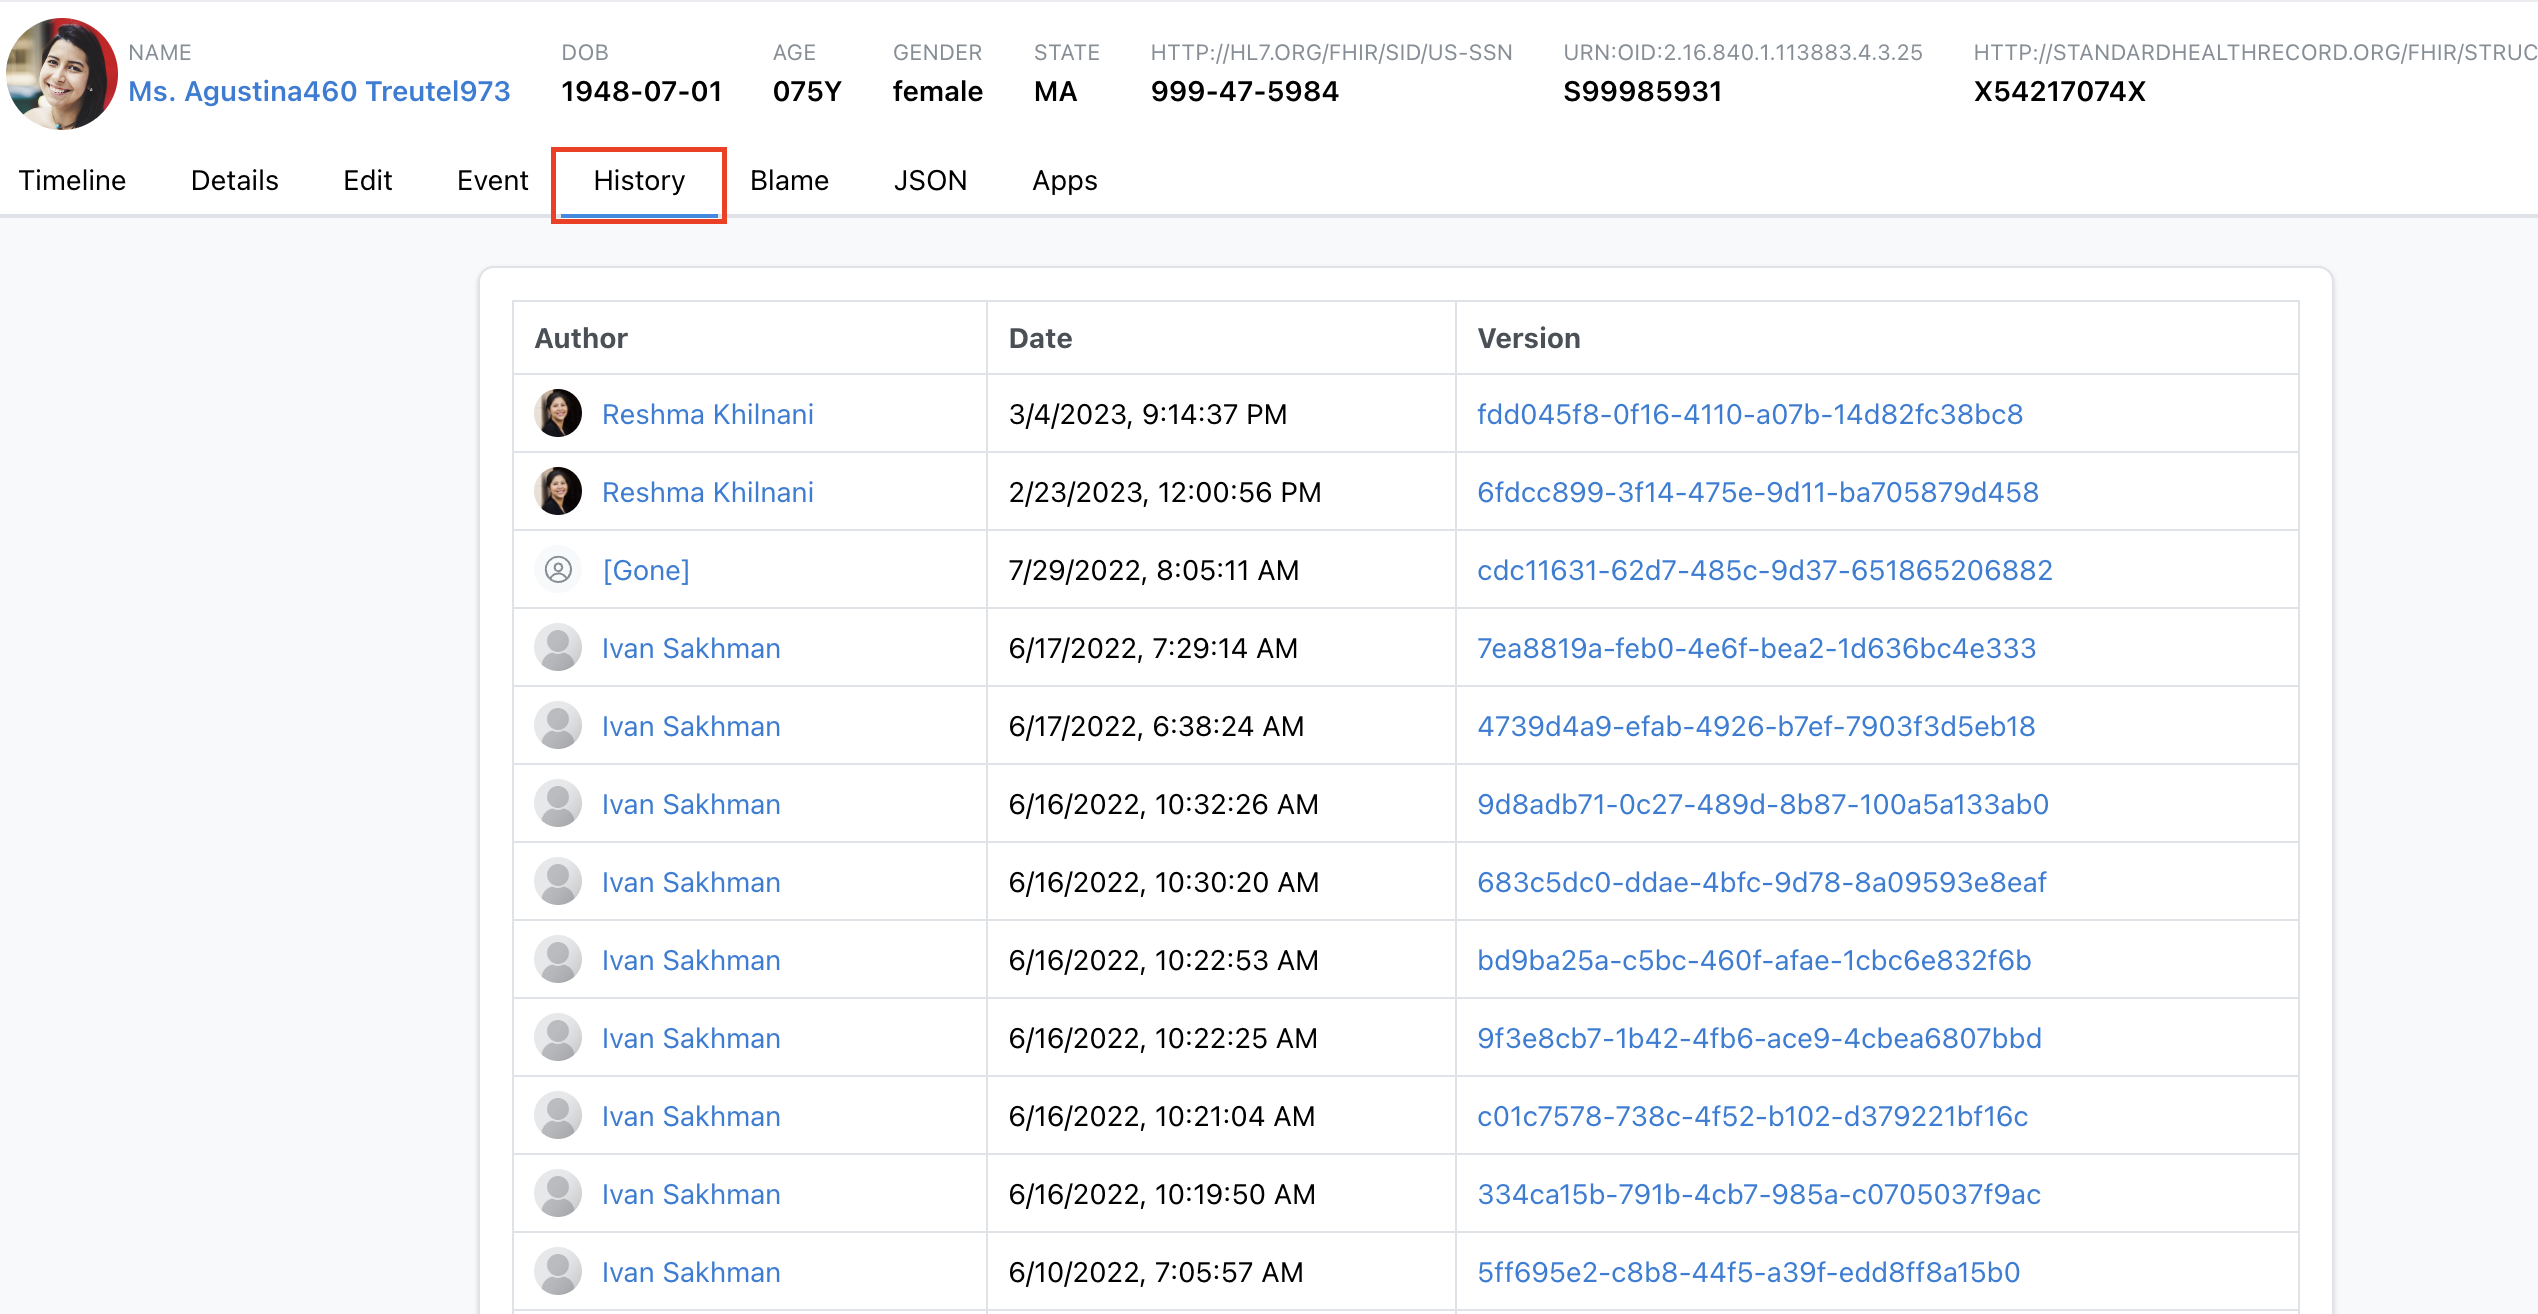 NAME DOB AGE GENDER STATE HTTP://HL7.ORG/FHIR/SID/US-SSN URN:OID:2.16.840.1.113883.4.3.25 HTTP://STANDARDHEALTHRECORD.ORG/FHIR/STRUC
Ms. Agustina460 Treutel973 1948-07-01 075Y female MA 999-47-5984 S99985931 X54217074X
Timeline Details Edit Event History Blame JSON Apps
Author Date Version
Reshma Khilnani 3/4/2023, 9:14:37 PM fdd045f8-0f16-4110-a07b-14d82fc38bc8
Reshma Khilnani 2/23/2023, 12:00:56 PM 6fdcc899-3f14-475e-9d11-ba705879d458
[Gone] 7/29/2022, 8:05:11 AM cdc11631-62d7-485c-9d37-651865206882
Ivan Sakhman 6/17/2022, 7:29:14 AM 7ea8819a-feb0-4e6f-bea2-1d636bc4e333
Ivan Sakhman 6/17/2022, 6:38:24 AM 4739d4a9-efab-4926-b7ef-7903f3d5eb18
Ivan Sakhman 6/16/2022, 10:32:26 AM 9d8adb71-0c27-489d-8b87-100a5a133ab0
Ivan Sakhman 6/16/2022, 10:30:20 AM 683c5dc0-ddae-4bfc-9d78-8a09593e8eaf
Ivan Sakhman 6/16/2022, 10:22:53 AM bd9ba25a-c5bc-460f-afae-1cbc6e832f6b
Ivan Sakhman 6/16/2022, 10:22:25 AM 9f3e8cb7-1b42-4fb6-ace9-4cbea6807bbd
Ivan Sakhman 6/16/2022, 10:21:04 AM c01c7578-738c-4f52-b102-d379221bf16c
Ivan Sakhman 6/16/2022, 10:19:50 AM 334ca15b-791b-4cb7-985a-c0705037f9ac
Ivan Sakhman 6/10/2022, 7:05:57 AM 5ff695e2-c8b8-44f5-a39f-edd8ff8a15b0